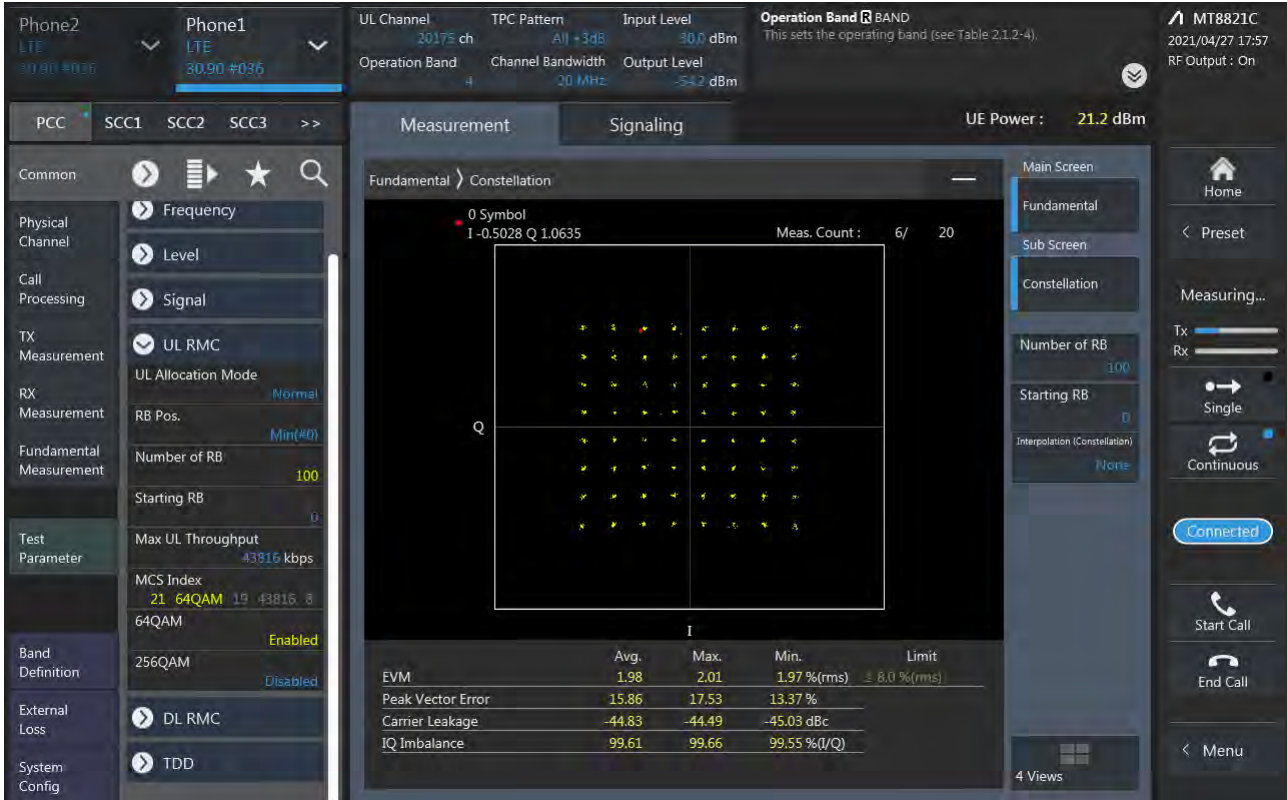 Phone2
LTE
30.90 #036
Phone1
LTE
30.90 #036
UL Channel
20175 ch
TPC Pattern
All +3dB
Input Level
30.0 dBm
Operation Band
4
Channel Bandwidth
20 MHz
Output Level
-54.2 dBm
Operation Band R BAND
This sets the operating band (see Table 2.1.2-4).
MT8821C
2021/04/27 17:57
RF Output : On
PCC SCC1 SCC2 SCC3 >>
Measurement
Signaling
UE Power : 21.2 dBm
Common
Physical
Channel
Call
Processing
TX
Measurement
RX
Measurement
Fundamental
Measurement
Test
Parameter
Band
Definition
External
Loss
System
Config
Frequency
Level
Signal
UL RMC
UL Allocation Mode
Normal
RB Pos.
Min(#0)
Number of RB
100
Starting RB
0
Max UL Throughput
43816 kbps
MCS Index
21 64QAM 19 43816 8
64QAM
Enabled
256QAM
Disabled
DL RMC
TDD
Fundamental Constellation
0 Symbol
I -0.5028 Q 1.0635
Meas. Count : 6/ 20
Q
I
Avg. Max. Min. Limit
EVM 1.98 2.01 1.97 %(rms) ≤ 8.0 %(rms)
Peak Vector Error 15.86 17.53 13.37 %
Carrier Leakage -44.83 -44.49 -45.03 dBc
IQ Imbalance 99.61 99.66 99.55 %(I/Q)
Main Screen
Fundamental
Sub Screen
Constellation
Number of RB
100
Starting RB
0
Interpolation (Constellation)
None
4 Views
Home
< Preset
Measuring...
Tx
Rx
Single
Continuous
Connected
Start Call
End Call
< Menu